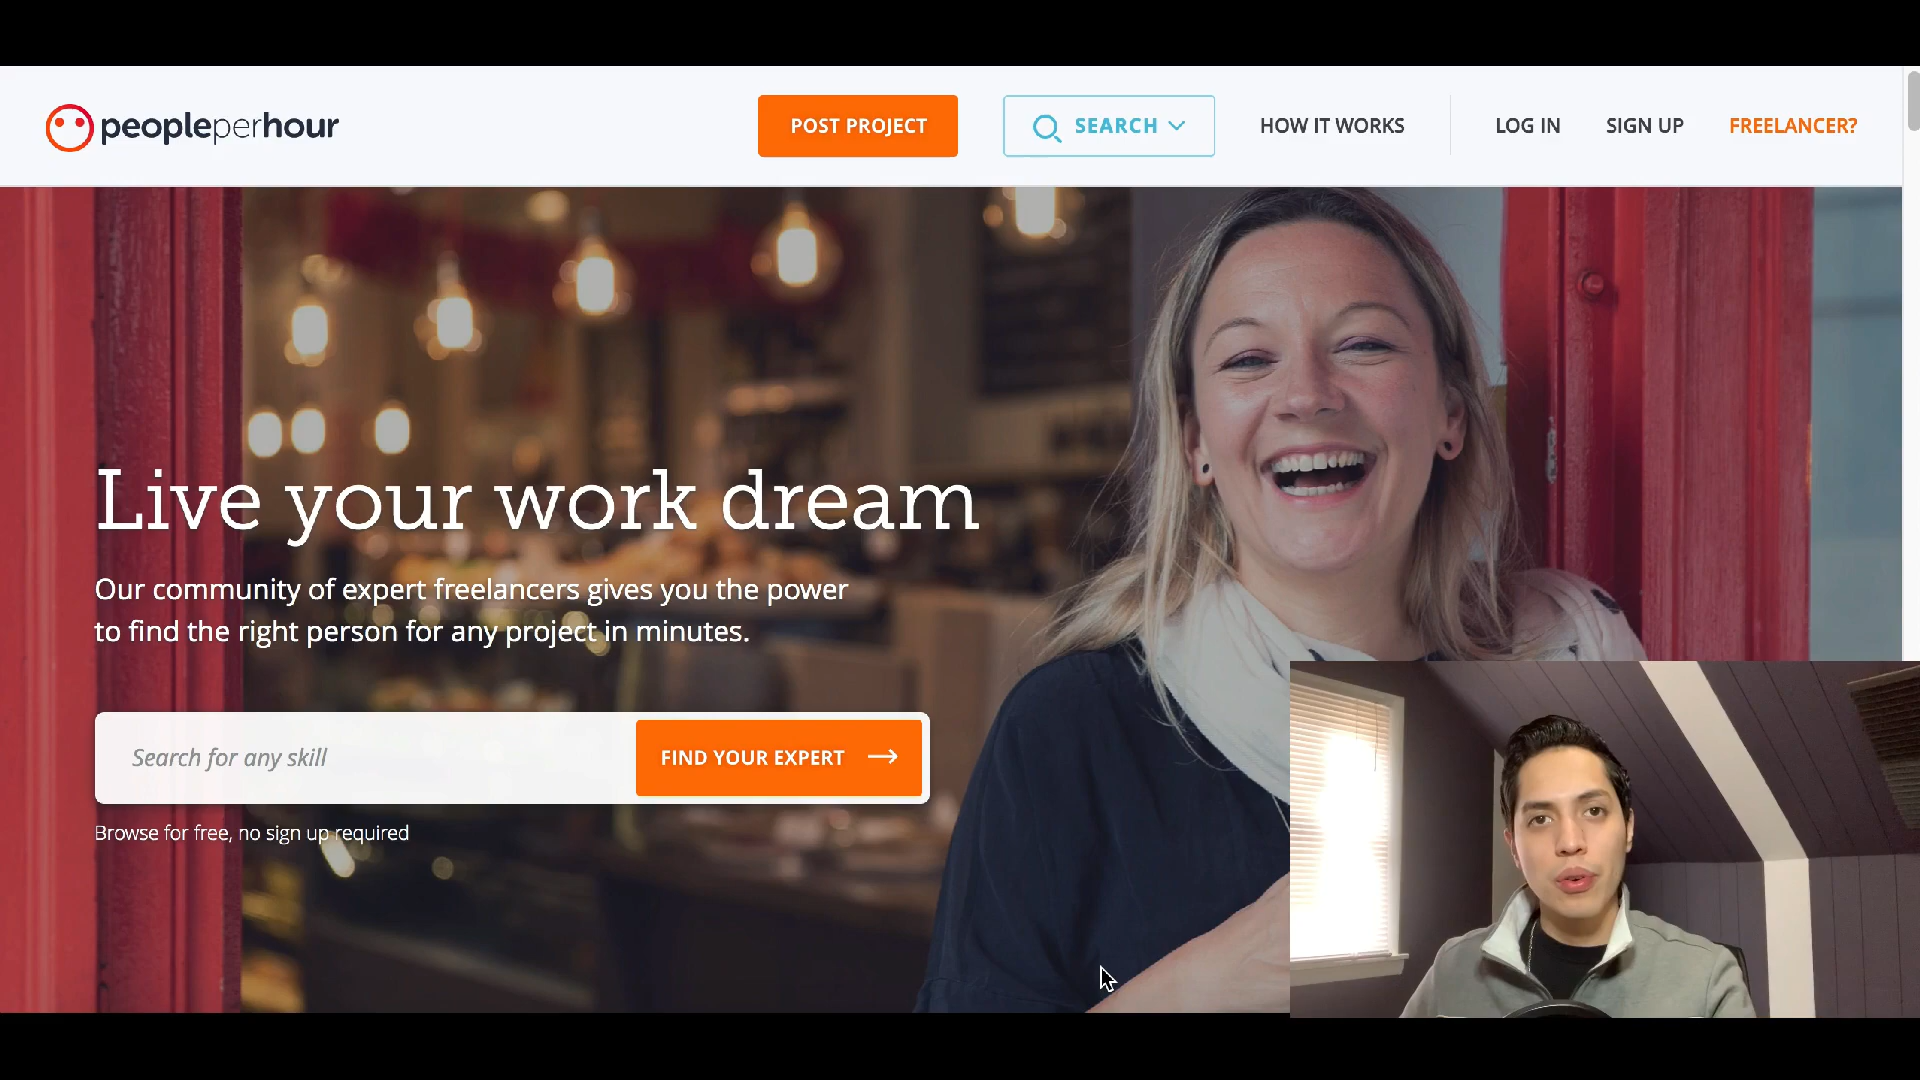 peopleperhour
POST PROJECT
SEARCH
HOW IT WORKS
LOG IN
SIGN UP
FREELANCER?
Live your work dream
Our community of expert freelancers gives you the power
to find the right person for any project in minutes.
Search for any skill
FIND YOUR EXPERT
Browse for free, no sign up required